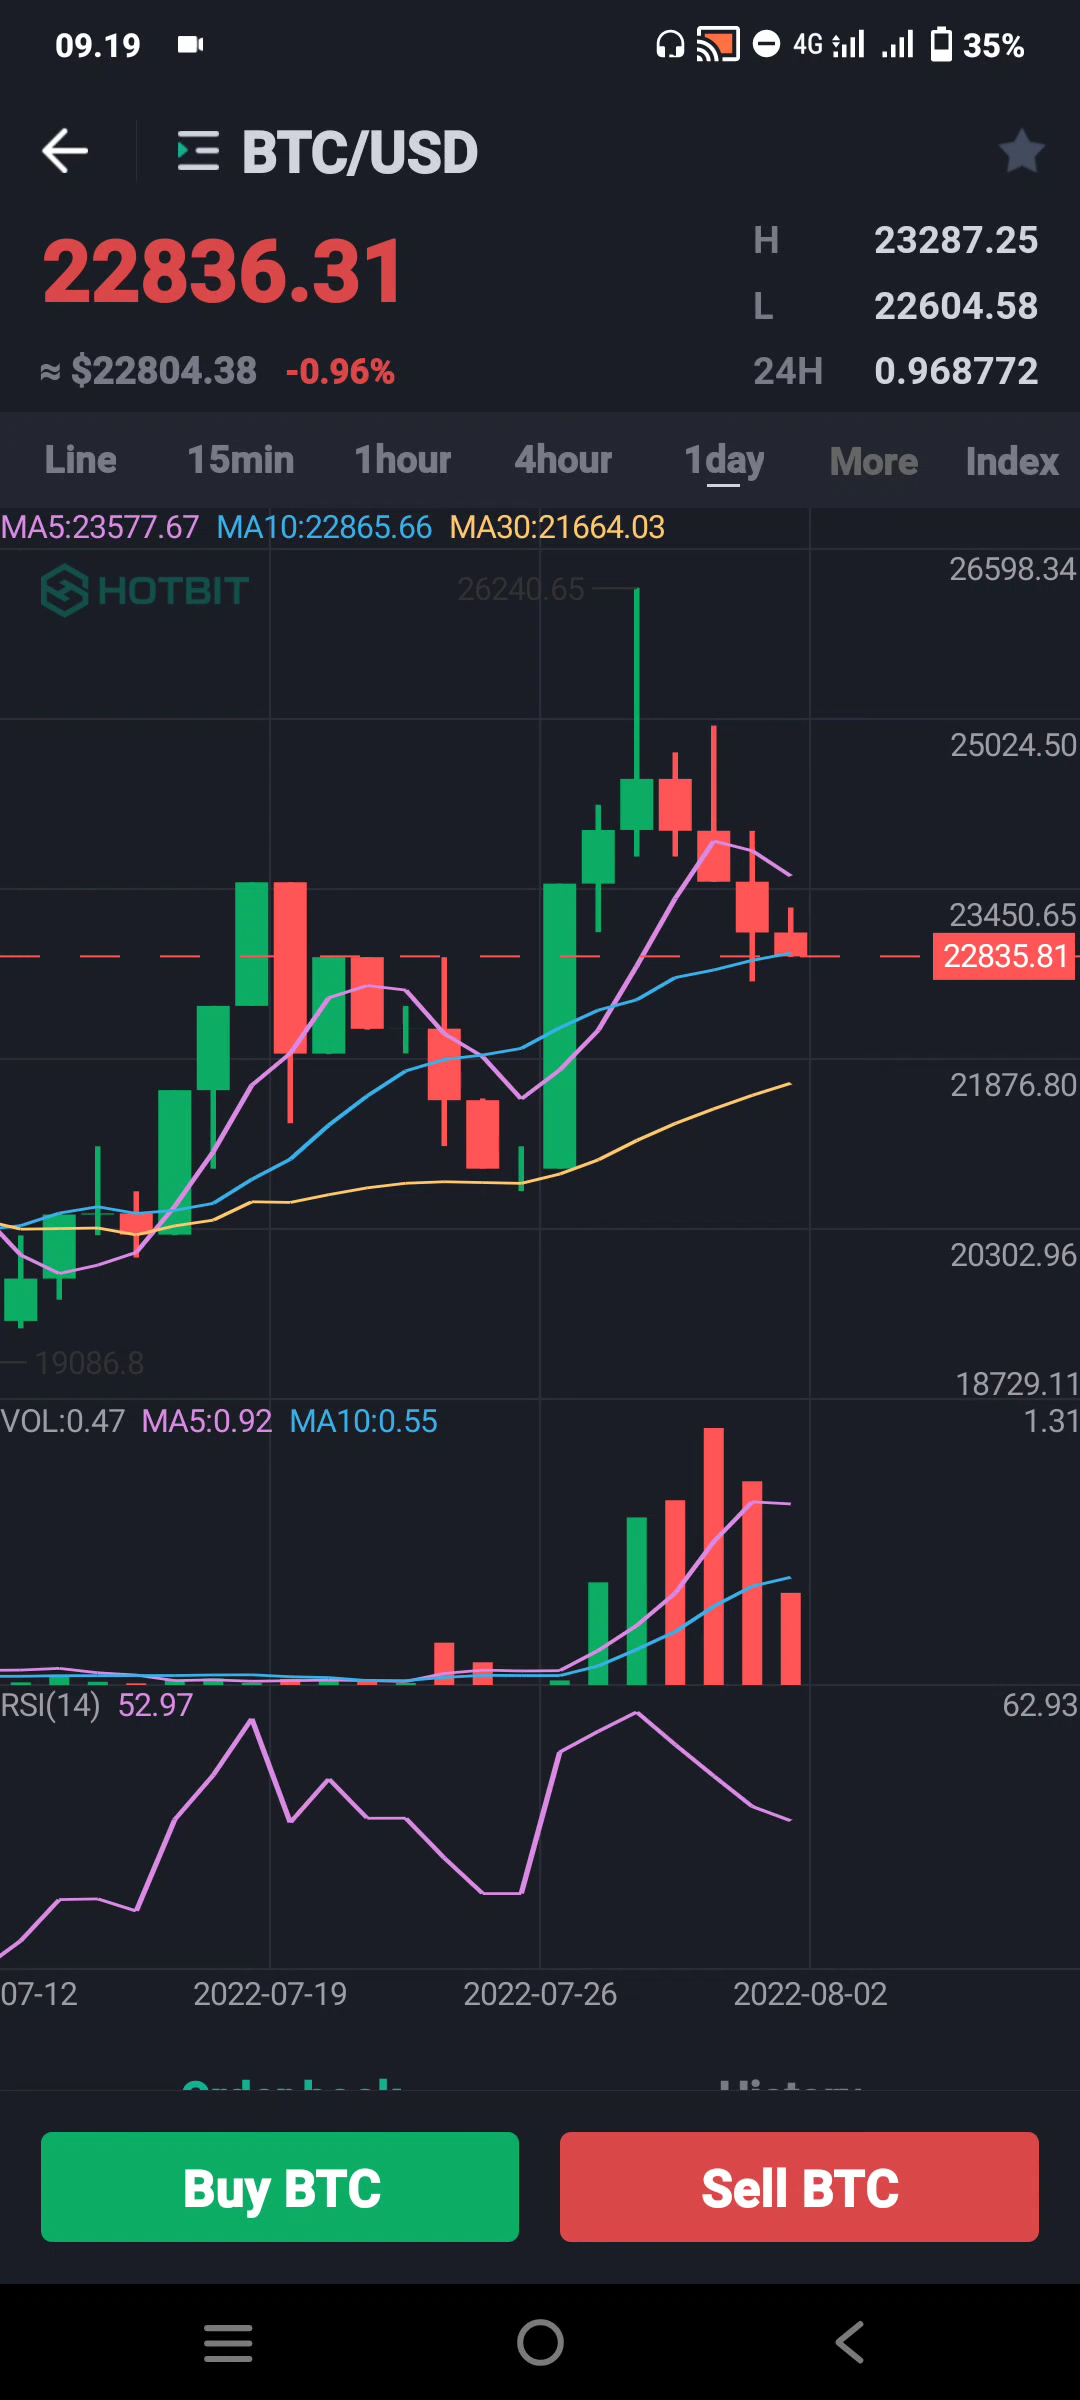 09.19 4G 35%
BTC/USD
22836.31
H 23287.25
L 22604.58
≈ $22804.38 -0.96%
24H 0.968772
Line 15min 1hour 4hour 1day More Index
MA5:23577.67 MA10:22865.66 MA30:21664.03
26598.34
HOTBIT
26240.65
25024.50
23450.65
22835.81
21876.80
20302.96
19086.8
18729.11
VOL:0.47 MA5:0.92 MA10:0.55
1.31
RSI(14) 52.97
62.93
07-12 2022-07-19 2022-07-26 2022-08-02
Order book History
Buy BTC Sell BTC